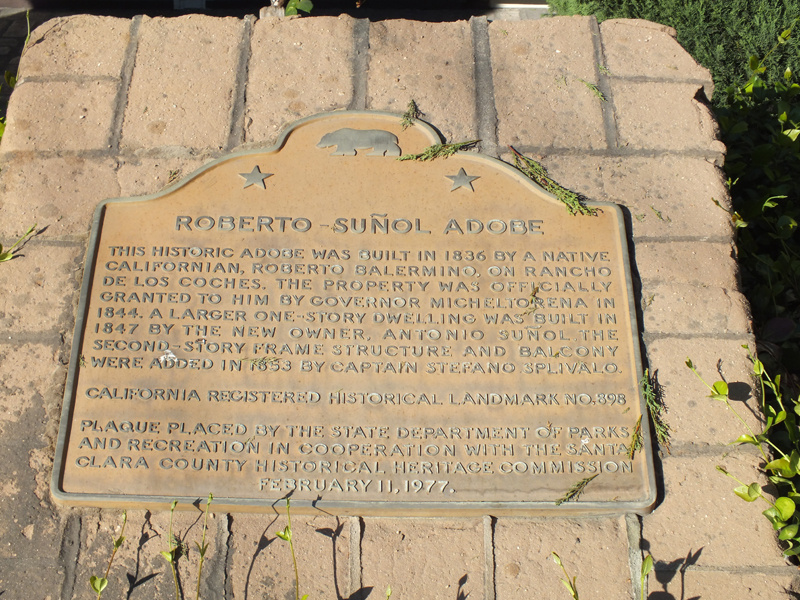 ROBERTO-SUÑOL ADOBE
THIS HISTORIC ADOBE WAS BUILT IN 1836 BY A NATIVE
CALIFORNIAN, ROBERTO BALERMINO, ON RANCHO
DE LOS COCHES. THE PROPERTY WAS OFFICIALLY
GRANTED TO HIM BY GOVERNOR MICHELTORENA IN
1844. A LARGER ONE-STORY DWELLING WAS BUILT IN
1847 BY THE NEW OWNER, ANTONIO SUÑOL. THE
SECOND-STORY FRAME STRUCTURE AND BALCONY
WERE ADDED IN 1853 BY CAPTAIN STEFANO SPLIVALO.
CALIFORNIA REGISTERED HISTORICAL LANDMARK NO. 898
PLAQUE PLACED BY THE STATE DEPARTMENT OF PARKS
AND RECREATION IN COOPERATION WITH THE SANTA
CLARA COUNTY HISTORICAL HERITAGE COMMISSION
FEBRUARY 11, 1977.